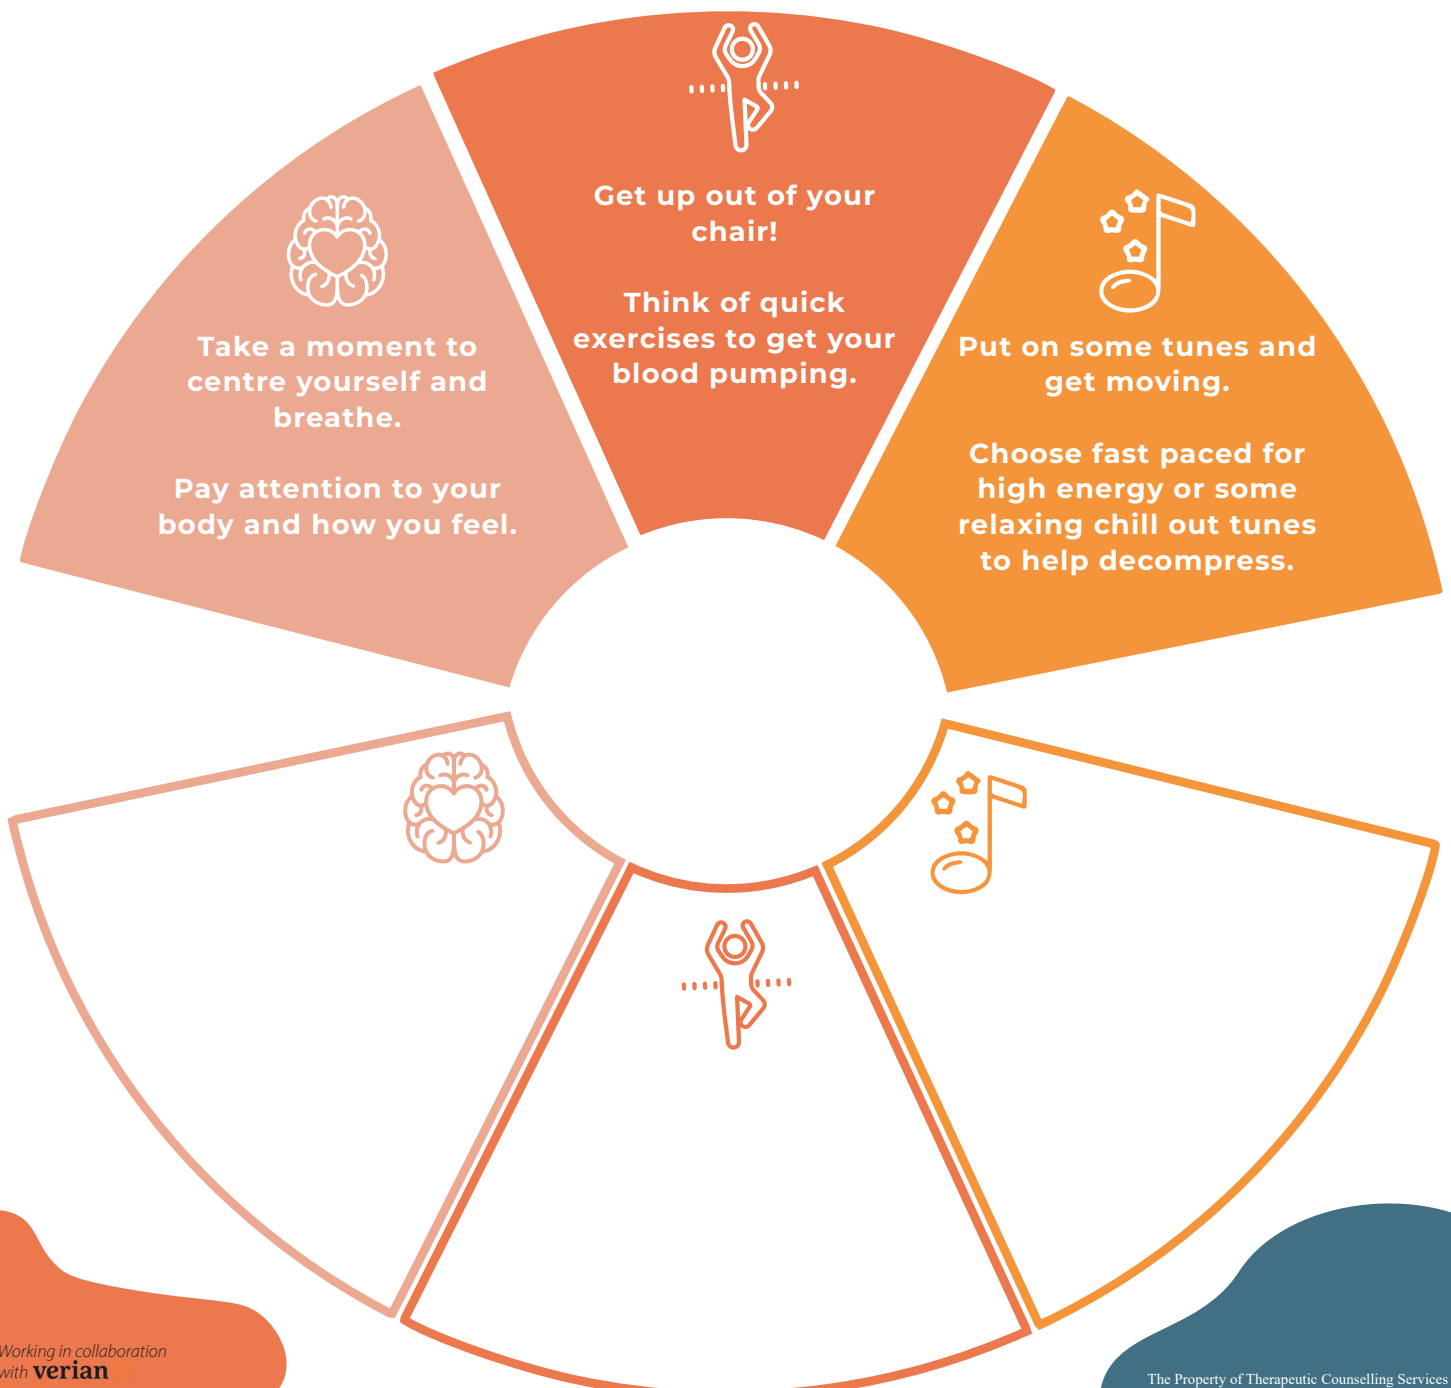 Get up out of your
chair!
Think of quick
exercises to get your
blood pumping.
Take a moment to
centre yourself and
breathe.
Pay attention to your
body and how you feel.
Put on some tunes and
get moving.
Choose fast paced for
high energy or some
relaxing chill out tunes
to help decompress.
Working in collaboration
with verian
The Property of Therapeutic Counselling Services